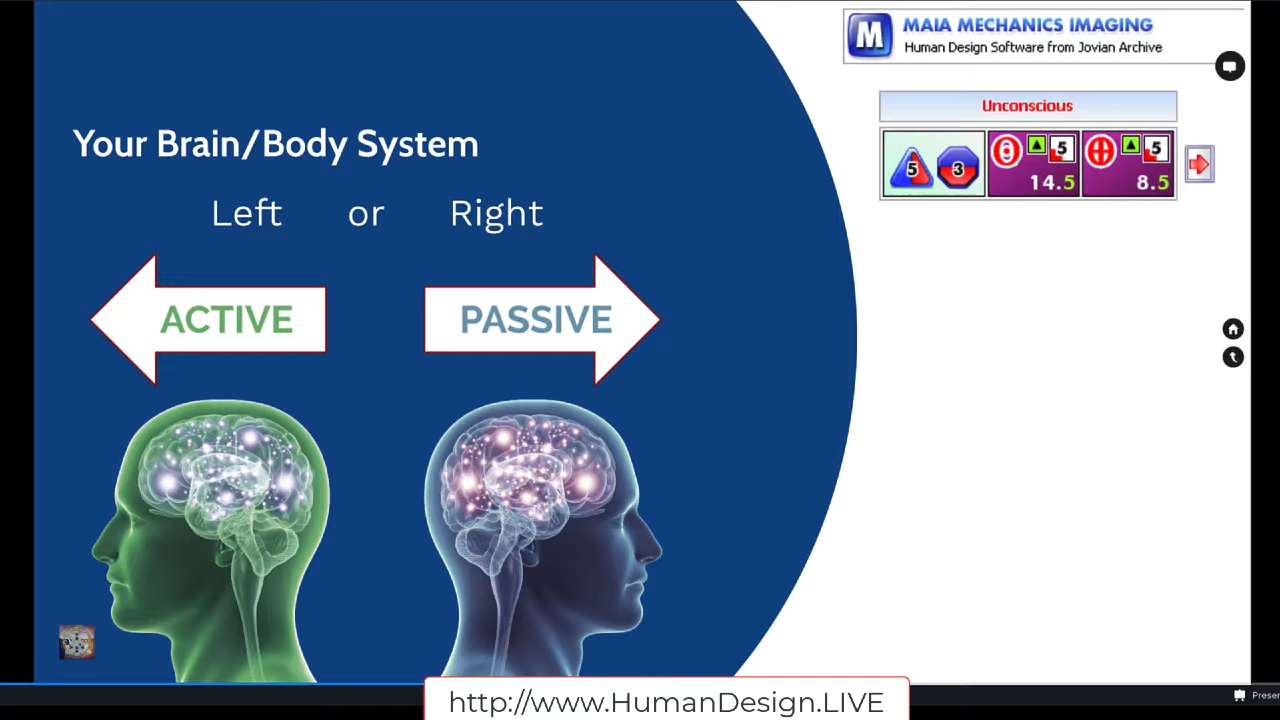 MAIA MECHANICS IMAGING
M
Human Design Software from Jovian Archive
Unconscious
5 3 5 5
14.5 8.5
Your Brain/Body System
Left or Right
ACTIVE PASSIVE
Presen
http://www.HumanDesign.LIVE